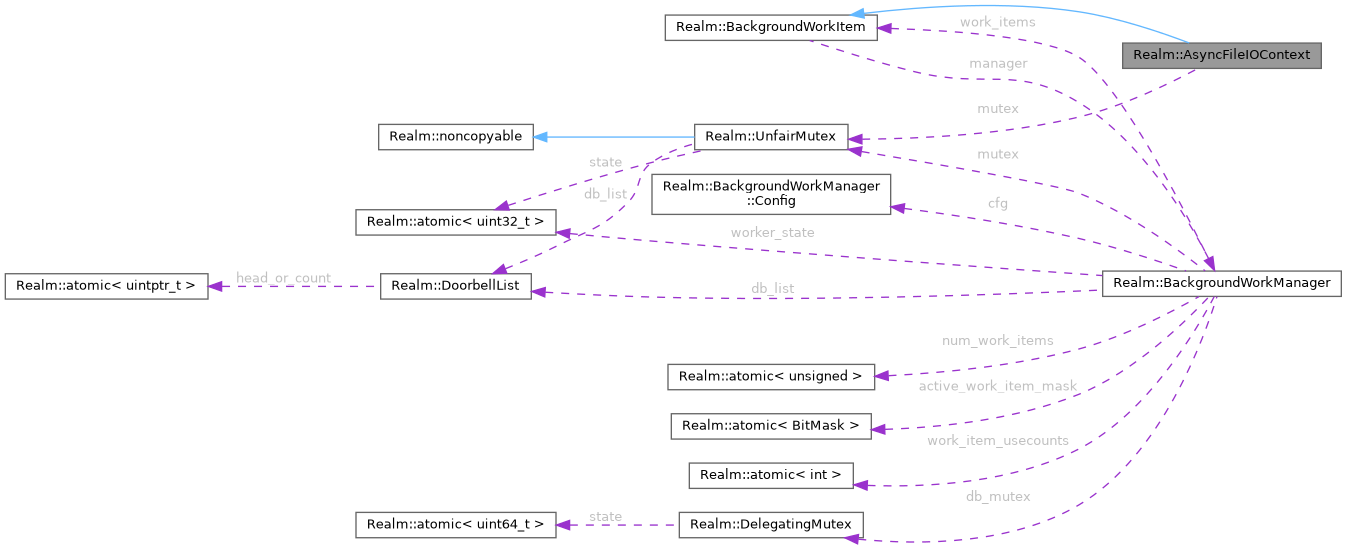 Realm::BackgroundWorkItem
work_items
Realm::AsyncFileIOContext
manager
mutex
Realm::noncopyable
Realm::UnfairMutex
mutex
state
Realm::BackgroundWorkManager
::Config
db_list
cfg
Realm::atomic< uint32_t >
worker_state
head_or_count
Realm::atomic< uintptr_t >
Realm::DoorbellList
db_list
Realm::BackgroundWorkManager
num_work_items
Realm::atomic< unsigned >
active_work_item_mask
Realm::atomic< BitMask >
work_item_usecounts
Realm::atomic< int >
db_mutex
Realm::atomic< uint64_t >
state
Realm::DelegatingMutex